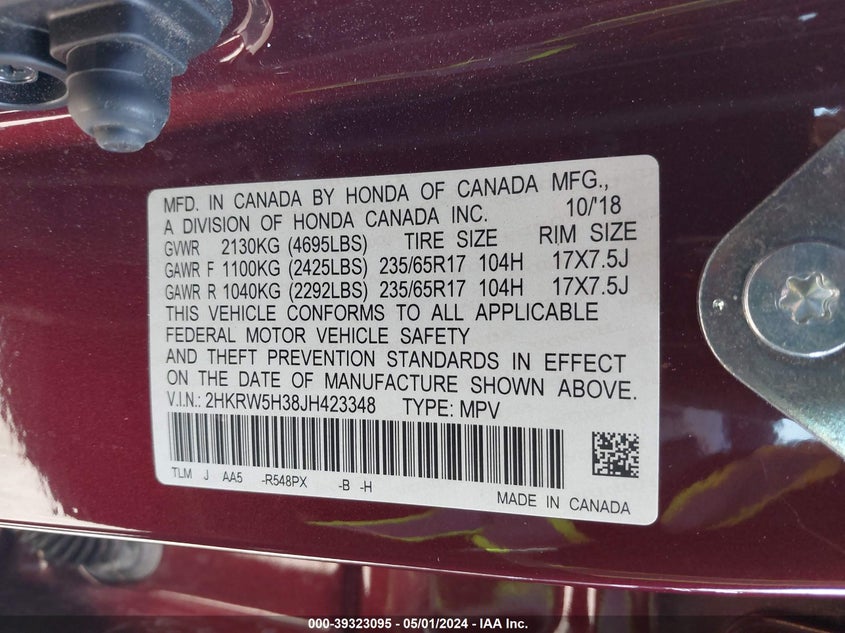 MFD. IN CANADA BY HONDA OF CANADA MFG.,
A DIVISION OF HONDA CANADA INC. 10/'18
GVWR 2130KG (4695LBS) TIRE SIZE RIM SIZE
GAWR F 1100KG (2425LBS) 235/65R17 104H 17X7.5J
GAWR R 1040KG (2292LBS) 235/65R17 104H 17X7.5J
THIS VEHICLE CONFORMS TO ALL APPLICABLE
FEDERAL MOTOR VEHICLE SAFETY
AND THEFT PREVENTION STANDARDS IN EFFECT
ON THE DATE OF MANUFACTURE SHOWN ABOVE.
V.I.N.: 2HKRW5H38JH423348 TYPE: MPV
TLM J AA5 -R548PX -B -H
MADE IN CANADA
000-39323095 - 05/01/2024 - IAA Inc.